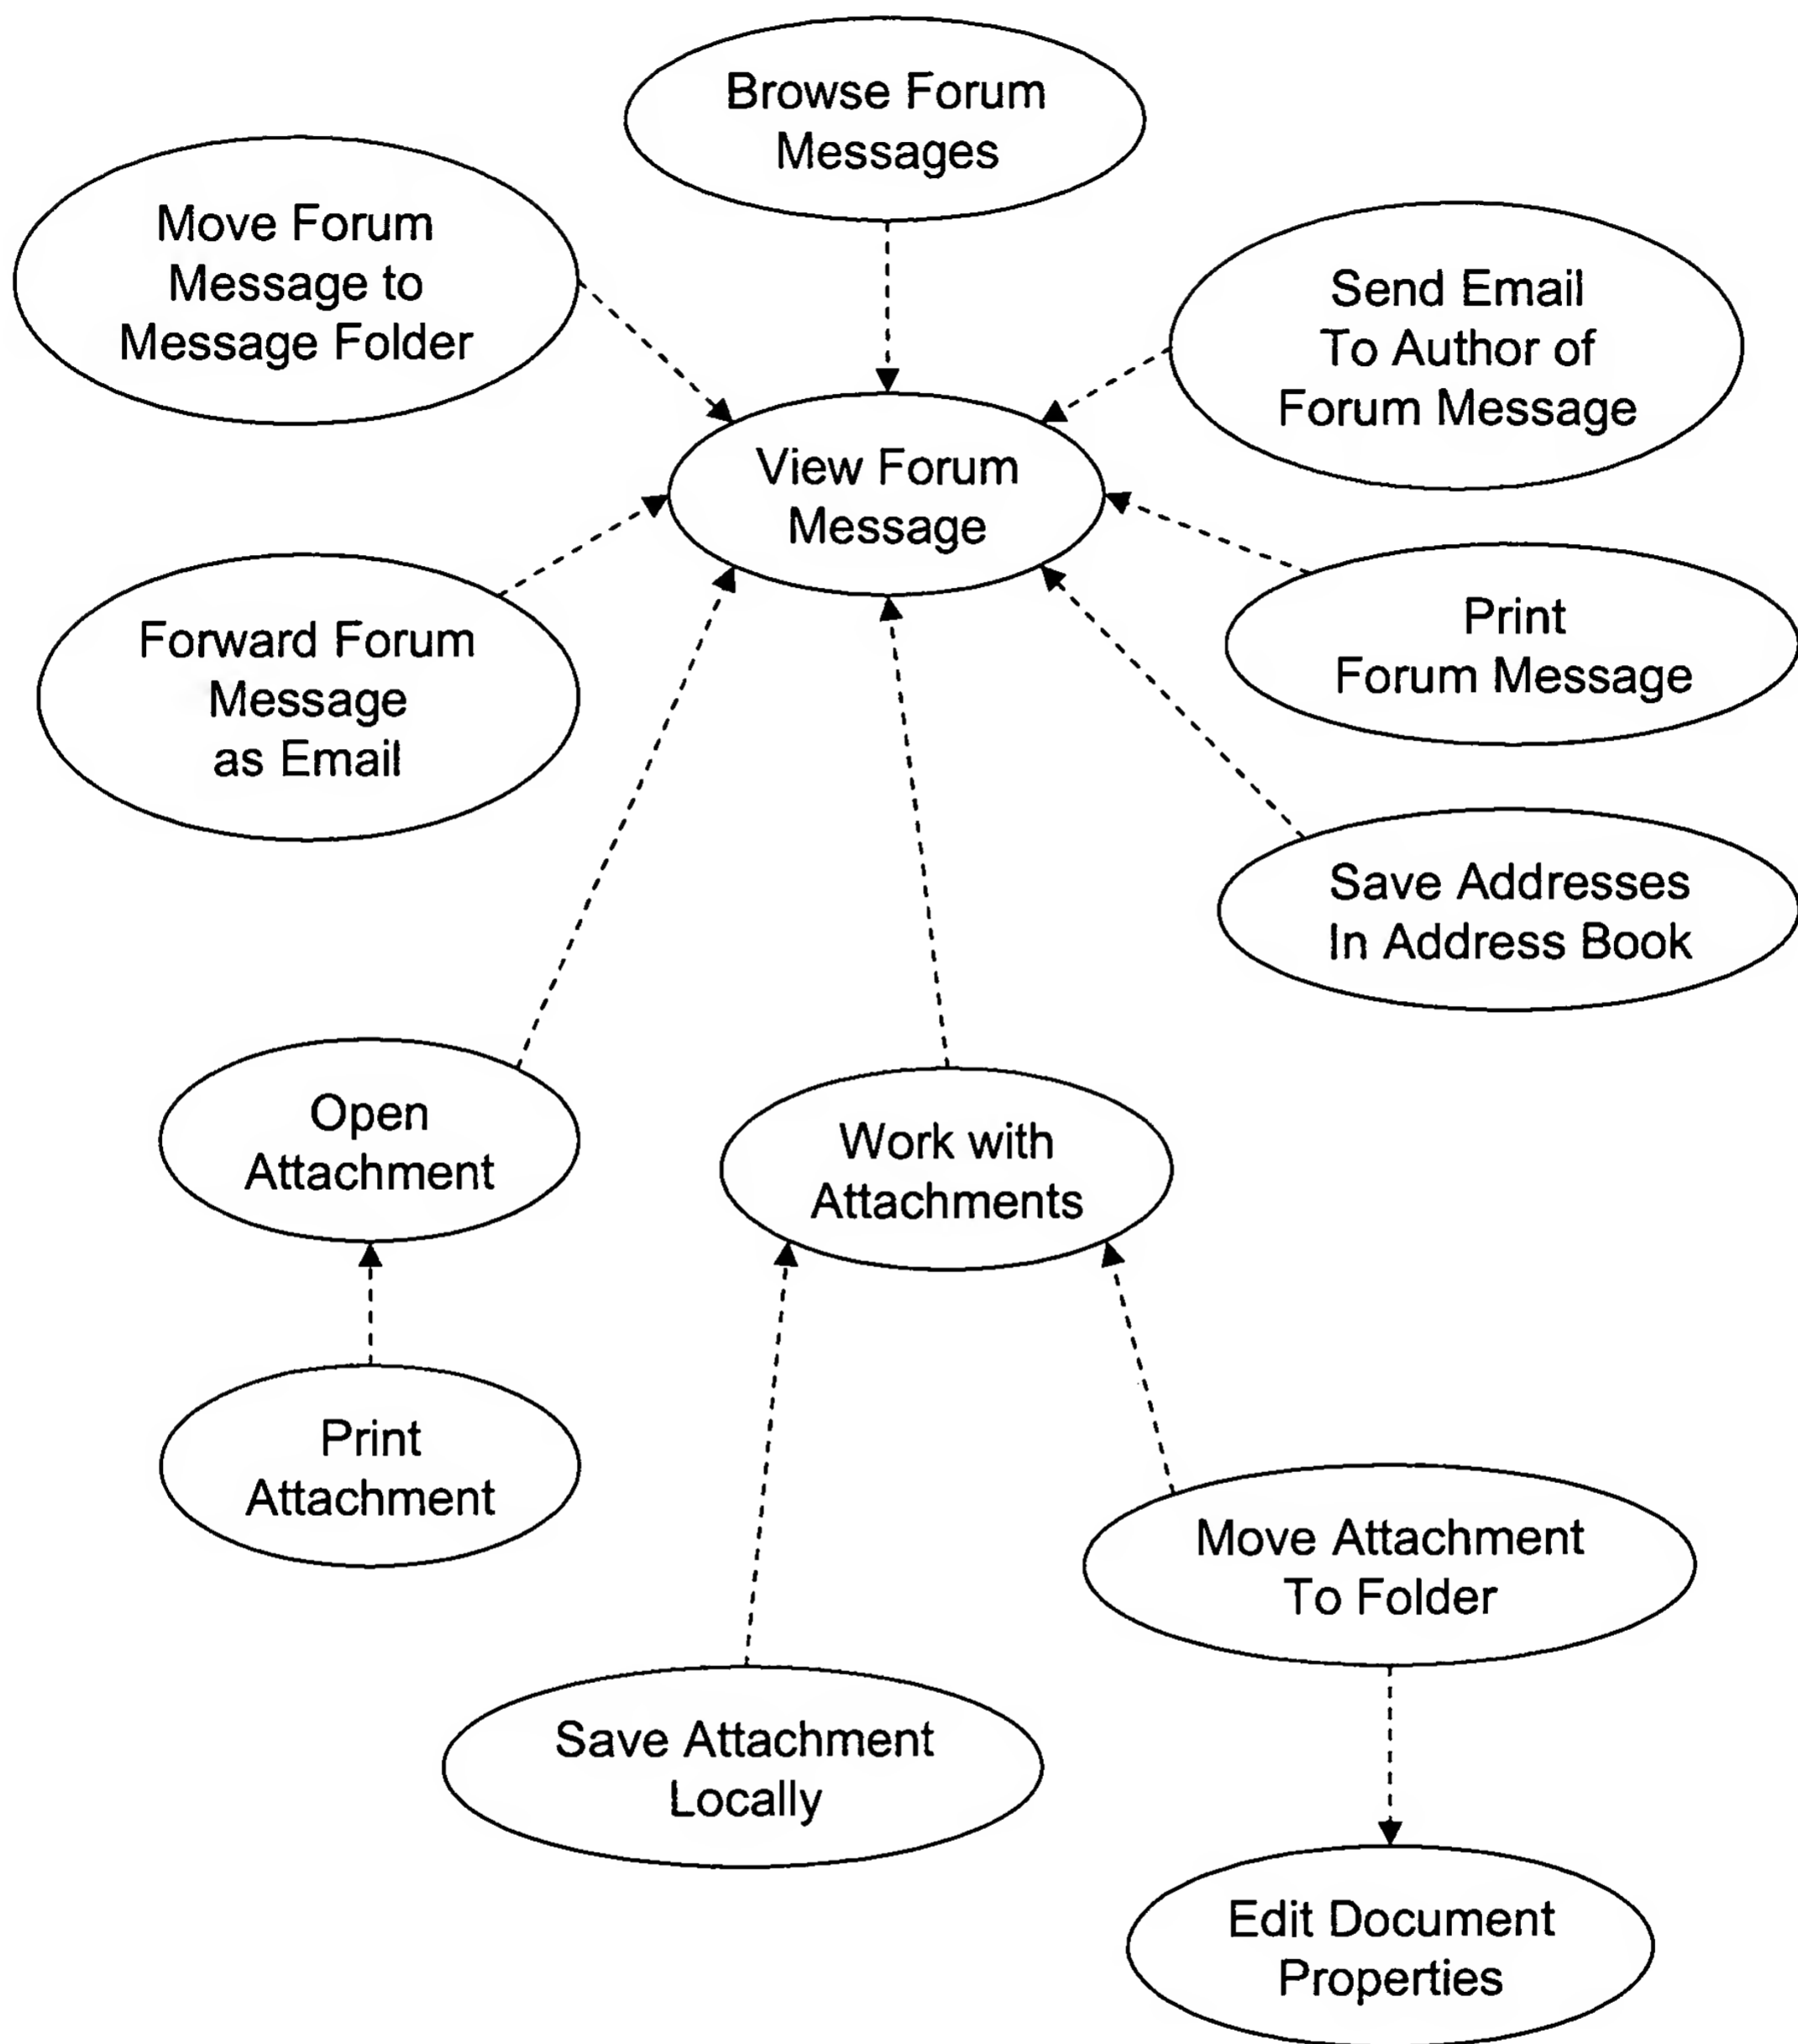 Browse Forum
Messages
Move Forum
Message to
Message Folder
Send Email
To Author of
Forum Message
View Forum
Message
Forward Forum
Message
as Email
Print
Forum Message
Save Addresses
In Address Book
Open
Attachment
Work with
Attachments
Print
Attachment
Move Attachment
To Folder
Save Attachment
Locally
Edit Document
Properties